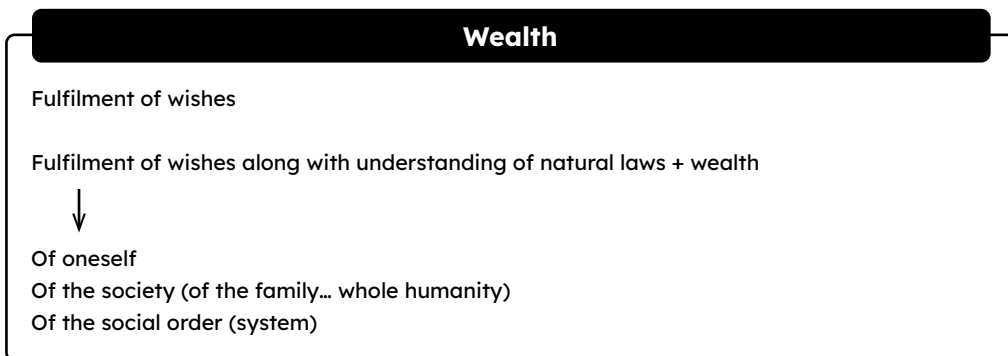 Wealth
Fulfilment of wishes
Fulfilment of wishes along with understanding of natural laws + wealth
Of oneself
Of the society (of the family... whole humanity)
Of the social order (system)